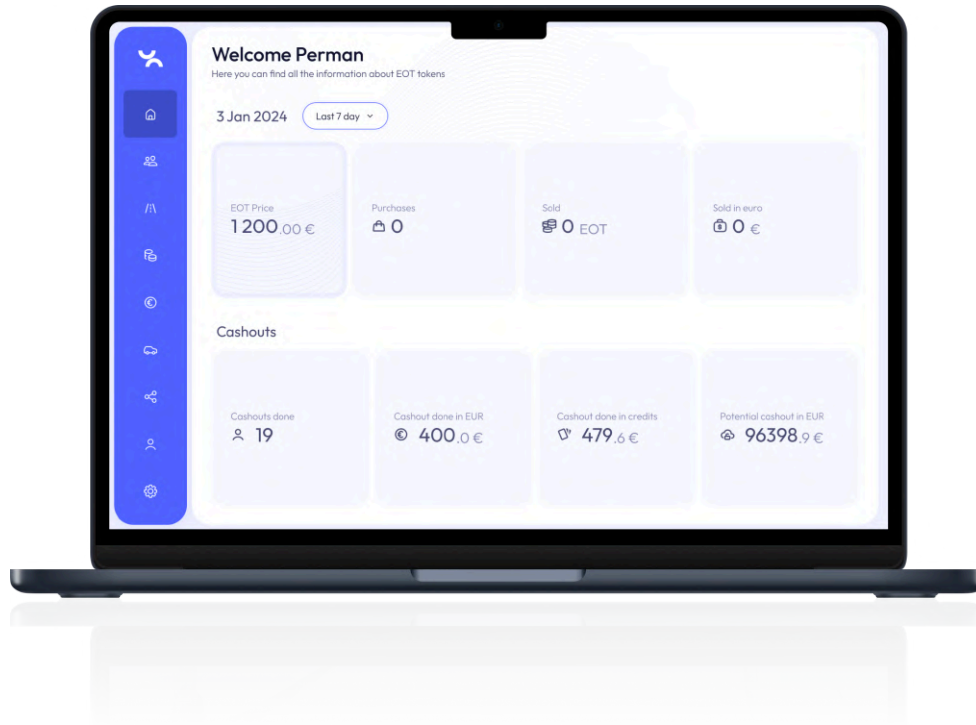 Welcome Perman
Here you can find all the information about EOT tokens
3 Jan 2024 Last 7 day
EOT Price
1 200.00 €
Purchases
0
Sold
0 EOT
Sold in euro
0 €
Cashouts
Cashouts done
19
Cashout done in EUR
400.0 €
Cashout done in credits
479.6 €
Potential cashout in EUR
96398.9 €